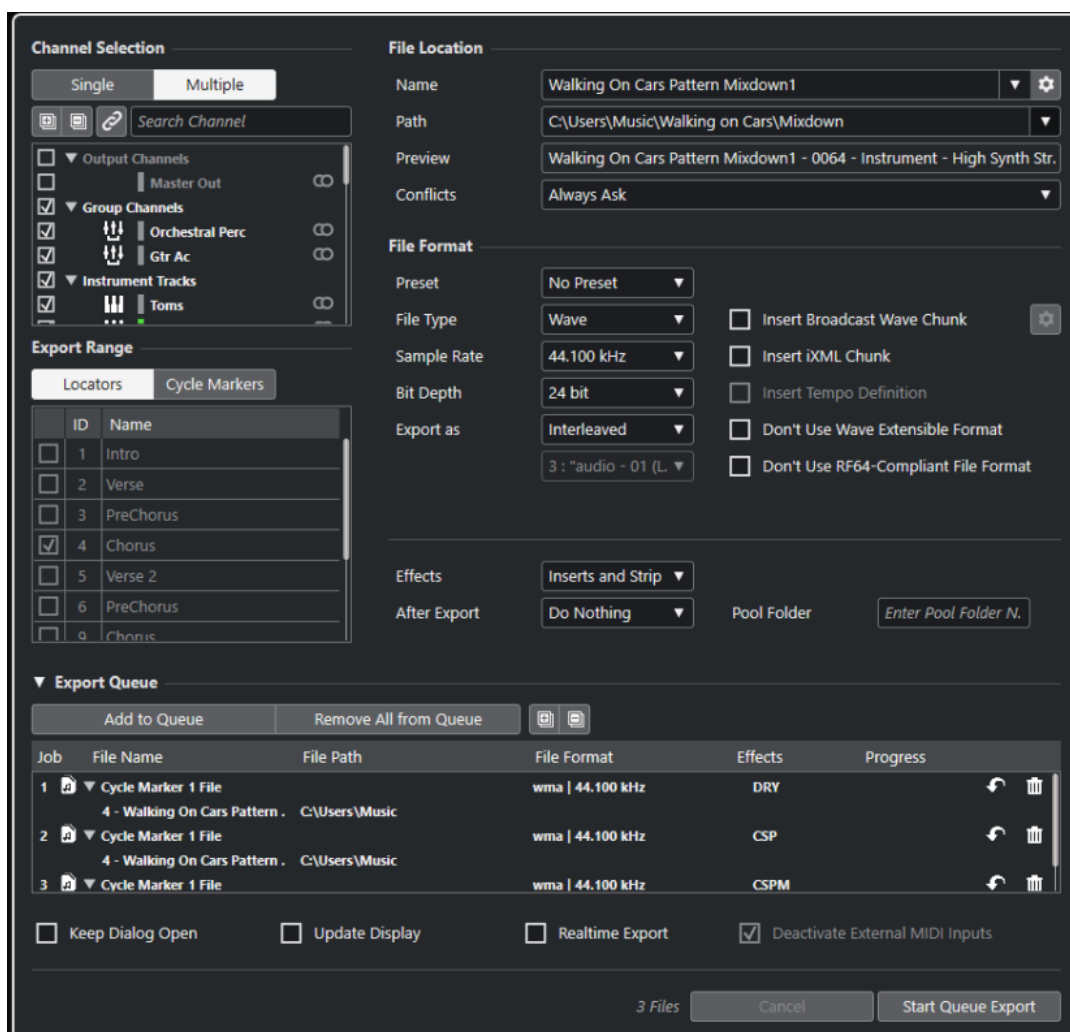 Channel Selection
Single
Multiple
Search Channel
Output Channels
Master Out
Group Channels
Orchestral Perc
Gtr Ac
Instrument Tracks
Toms
Export Range
Locators
Cycle Markers
ID Name
1 Intro
2 Verse
3 PreChorus
4 Chorus
5 Verse 2
6 PreChorus
9 Chorus
File Location
Name Walking On Cars Pattern Mixdown1
Path C:\Users\Music\Walking on Cars\Mixdown
Preview Walking On Cars Pattern Mixdown1 - 0064 - Instrument - High Synth Str.
Conflicts Always Ask
File Format
Preset No Preset
File Type Wave Insert Broadcast Wave Chunk
Sample Rate 44.100 kHz Insert iXML Chunk
Bit Depth 24 bit Insert Tempo Definition
Export as Interleaved Don't Use Wave Extensible Format
3 : "audio - 01 (L. Don't Use RF64-Compliant File Format
Effects Inserts and Strip
After Export Do Nothing Pool Folder Enter Pool Folder N.
Export Queue
Add to Queue Remove All from Queue
Job File Name File Path File Format Effects Progress
1 Cycle Marker 1 File wma | 44.100 kHz DRY
4 - Walking On Cars Pattern . C:\Users\Music
2 Cycle Marker 1 File wma | 44.100 kHz CSP
4 - Walking On Cars Pattern . C:\Users\Music
3 Cycle Marker 1 File wma | 44.100 kHz CSPM
Keep Dialog Open Update Display Realtime Export Deactivate External MIDI Inputs
3 Files Cancel Start Queue Export